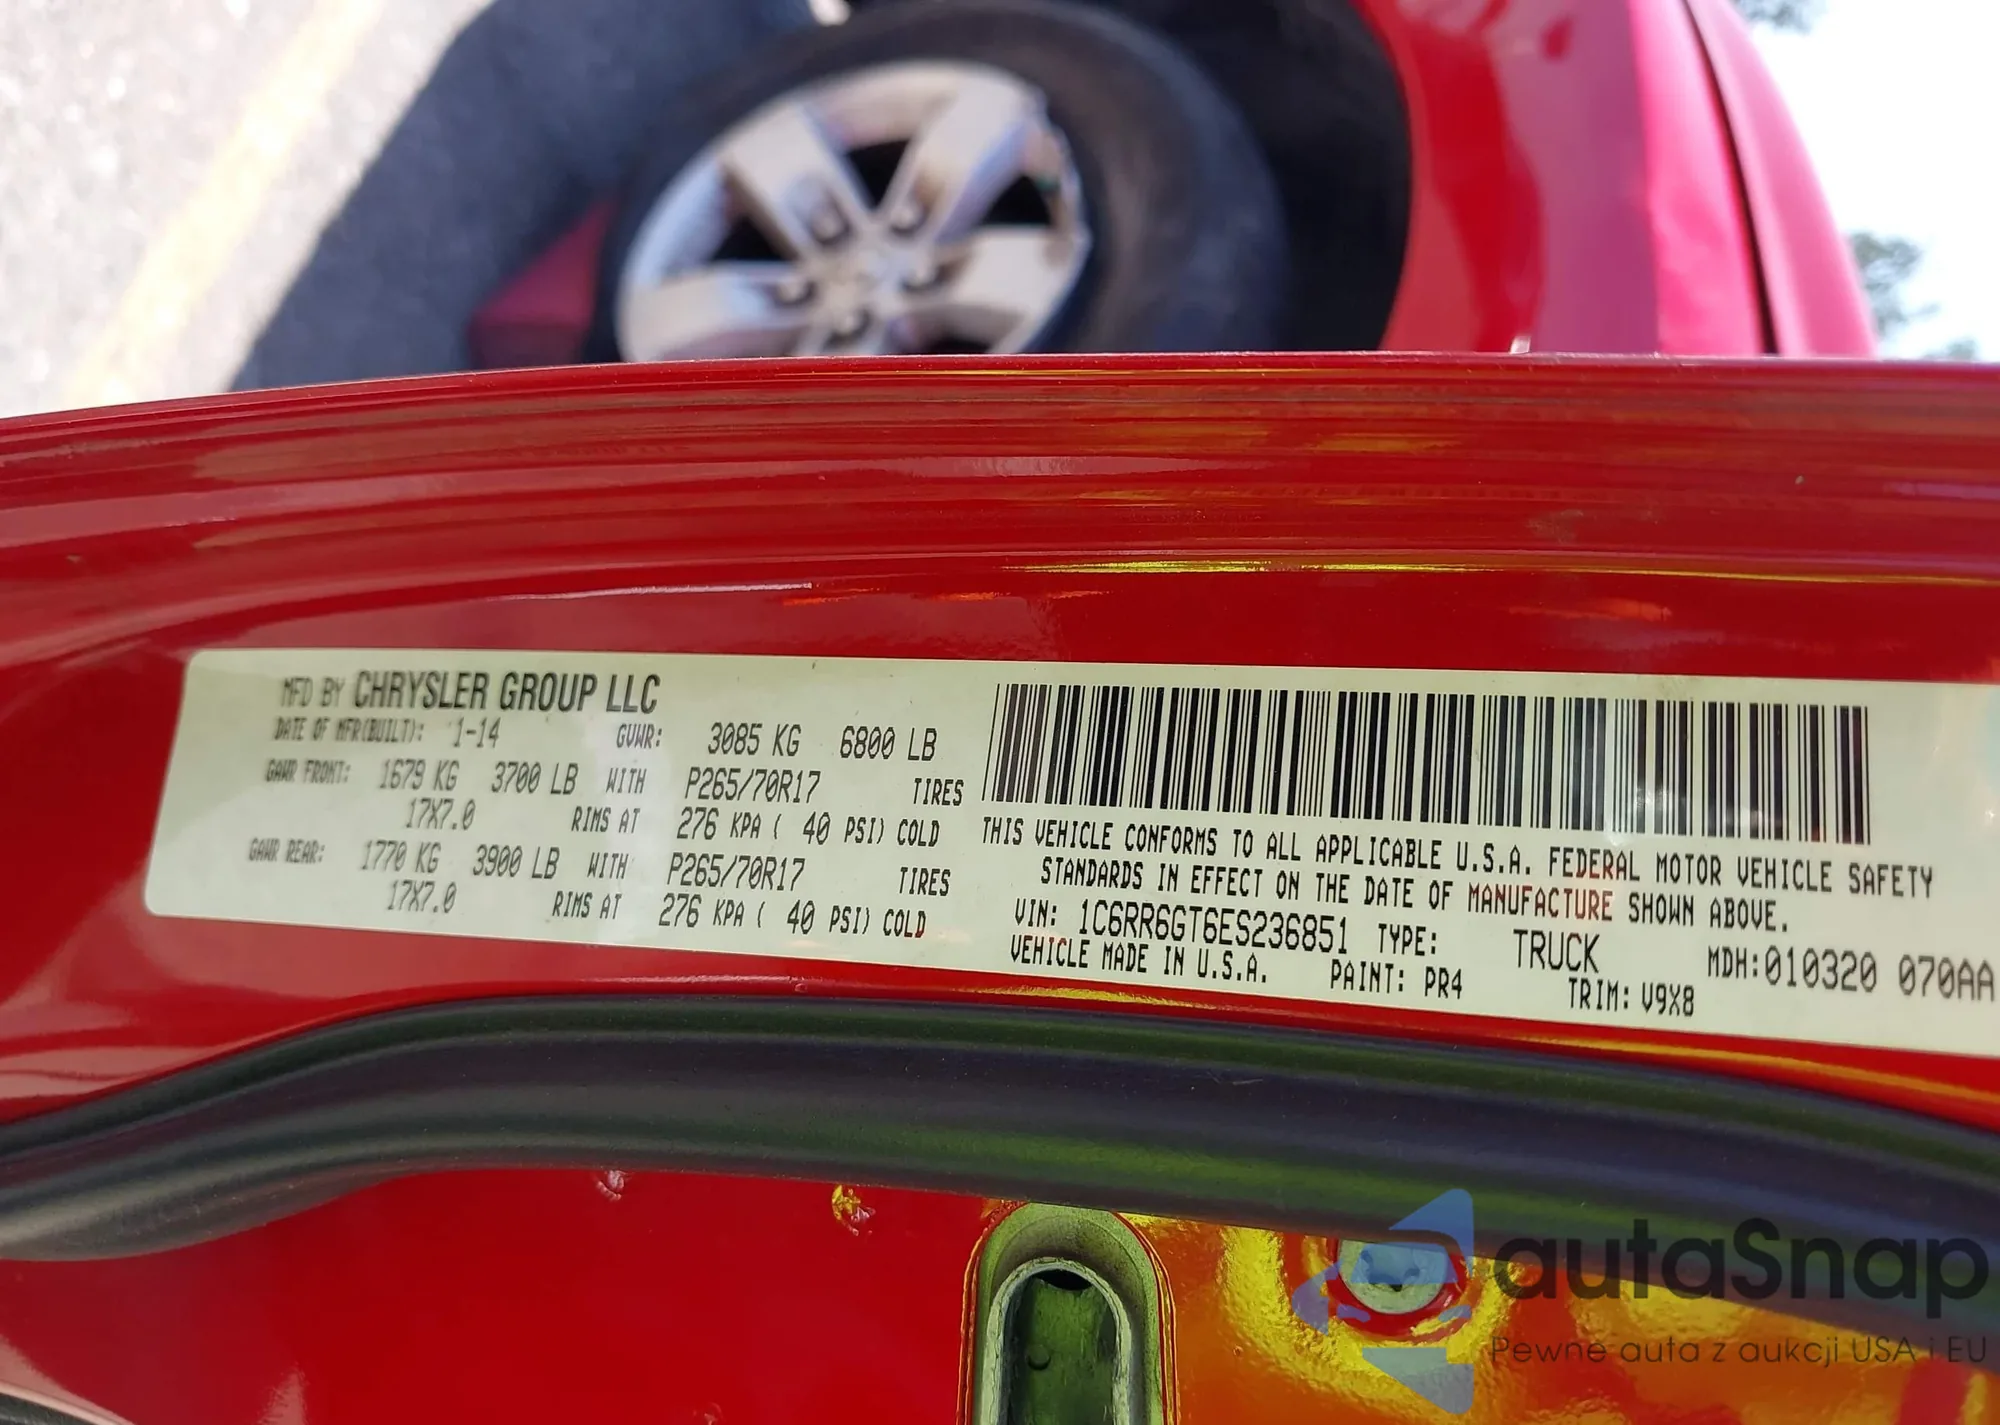 MFD BY CHRYSLER GROUP LLC
DATE OF MFR(BUILT): 1-14 GVWR: 3085 KG 6800 LB
GAWR FRONT: 1679 KG 3700 LB WITH P265/70R17 TIRES
17X7.0 RIMS AT 276 KPA ( 40 PSI) COLD
GAWR REAR: 1770 KG 3900 LB WITH P265/70R17 TIRES
17X7.0 RIMS AT 276 KPA ( 40 PSI) COLD
THIS VEHICLE CONFORMS TO ALL APPLICABLE U.S.A. FEDERAL MOTOR VEHICLE SAFETY
STANDARDS IN EFFECT ON THE DATE OF MANUFACTURE SHOWN ABOVE.
VIN: 1C6RR6GT6ES236851 TYPE: TRUCK MDH:010320 070AA
VEHICLE MADE IN U.S.A. PAINT: PR4 TRIM: V9X8
autaSnap
Pewne auta z aukcji USA i EU